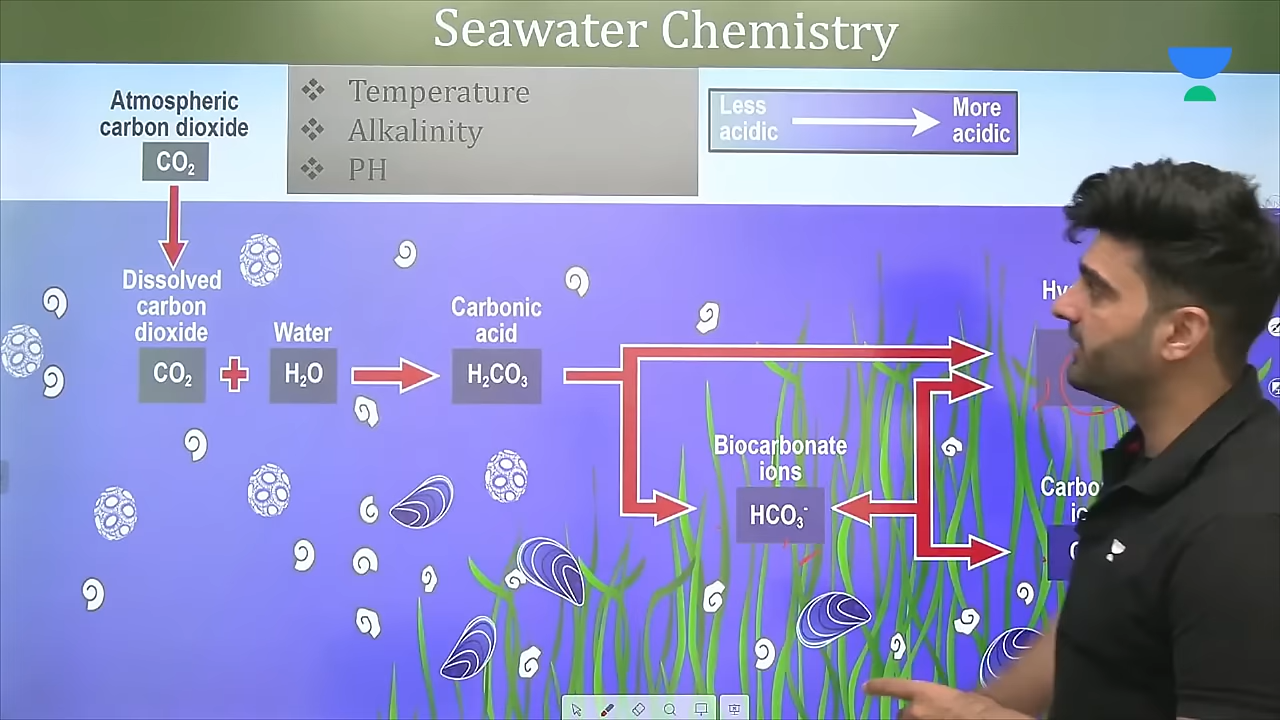 Seawater Chemistry
Atmospheric
carbon dioxide
CO₂
❖ Temperature
❖ Alkalinity
❖ PH
Less
acidic
More
acidic
Dissolved
carbon
dioxide
CO₂
Water
H₂O
Carbonic
acid
H₂CO₃
Biocarbonate
ions
HCO₃⁻